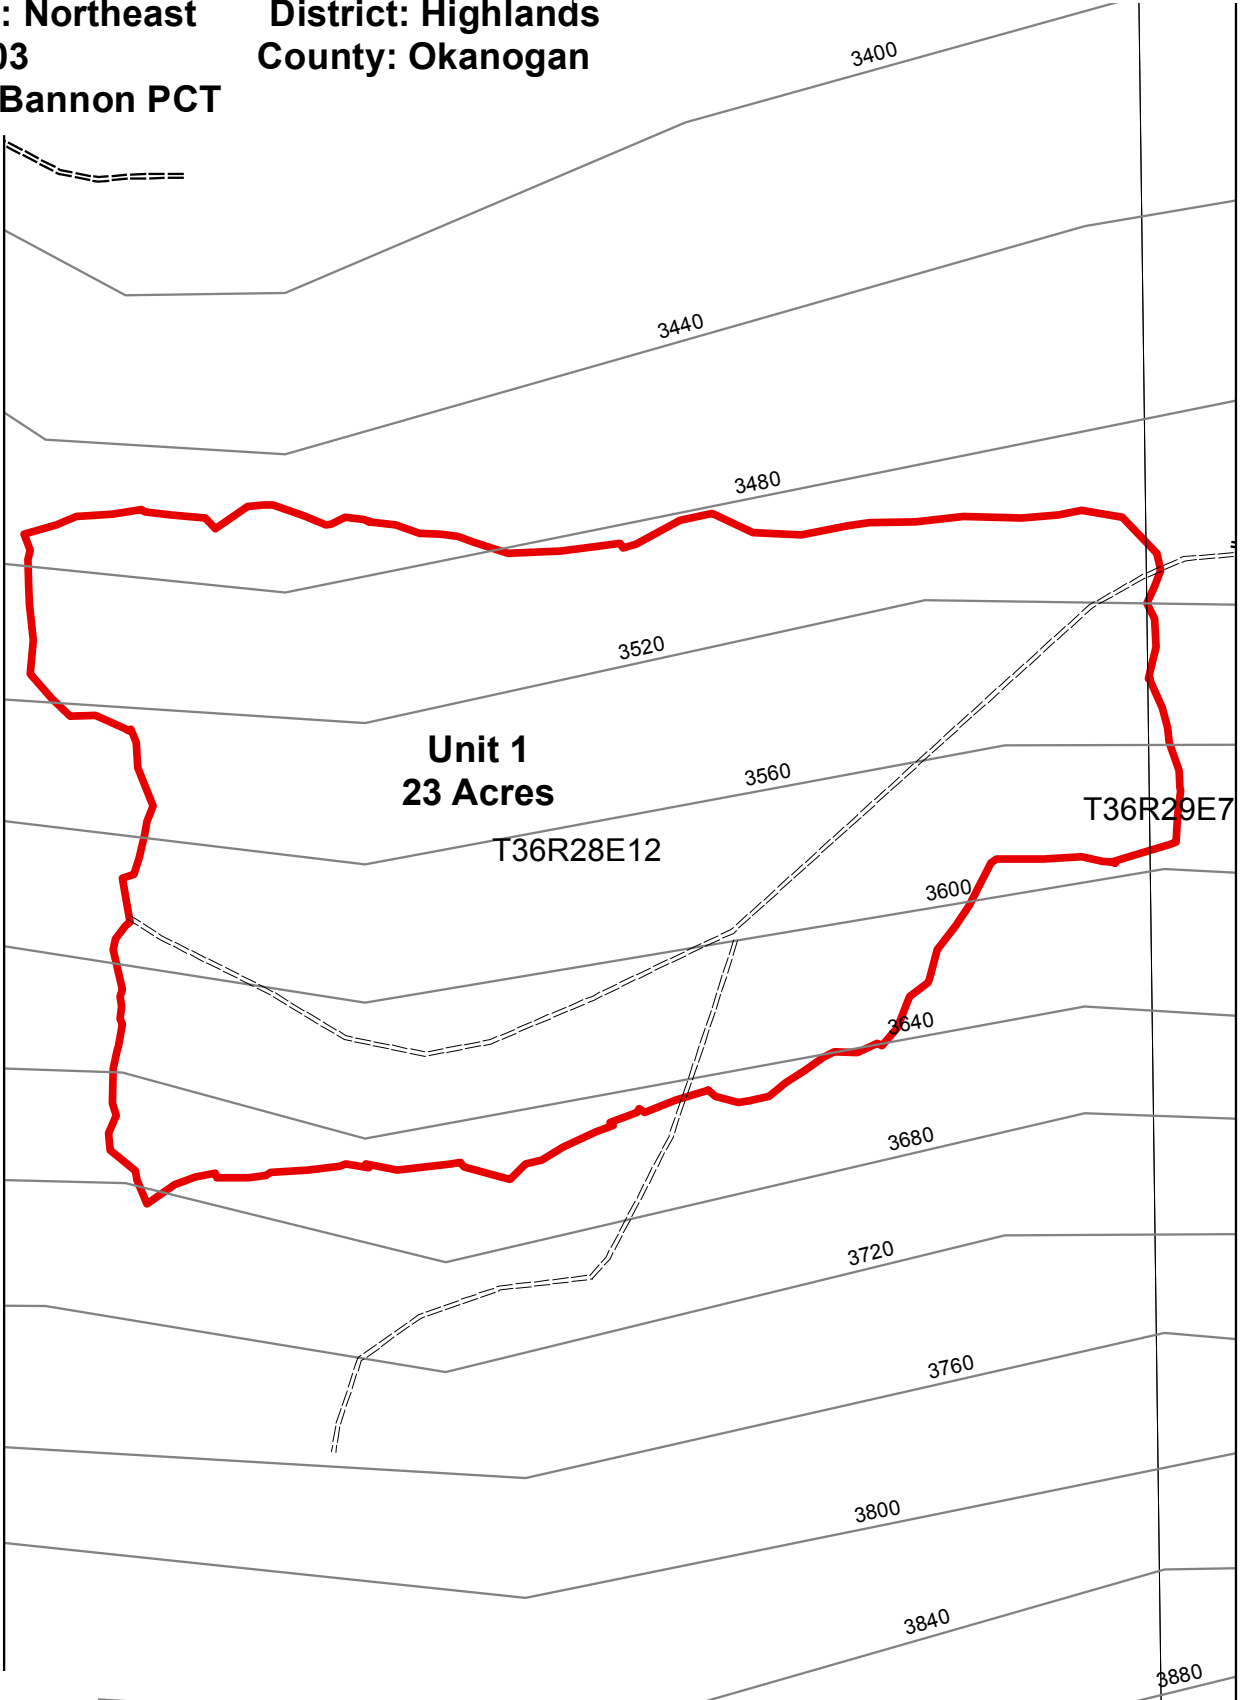 : Northeast District: Highlands
03 County: Okanogan
Bannon PCT
3400
3440
3480
3520
Unit 1
23 Acres
3560
T36R29E7
T36R28E12
3600
3640
3680
3720
3760
3800
3840
3880